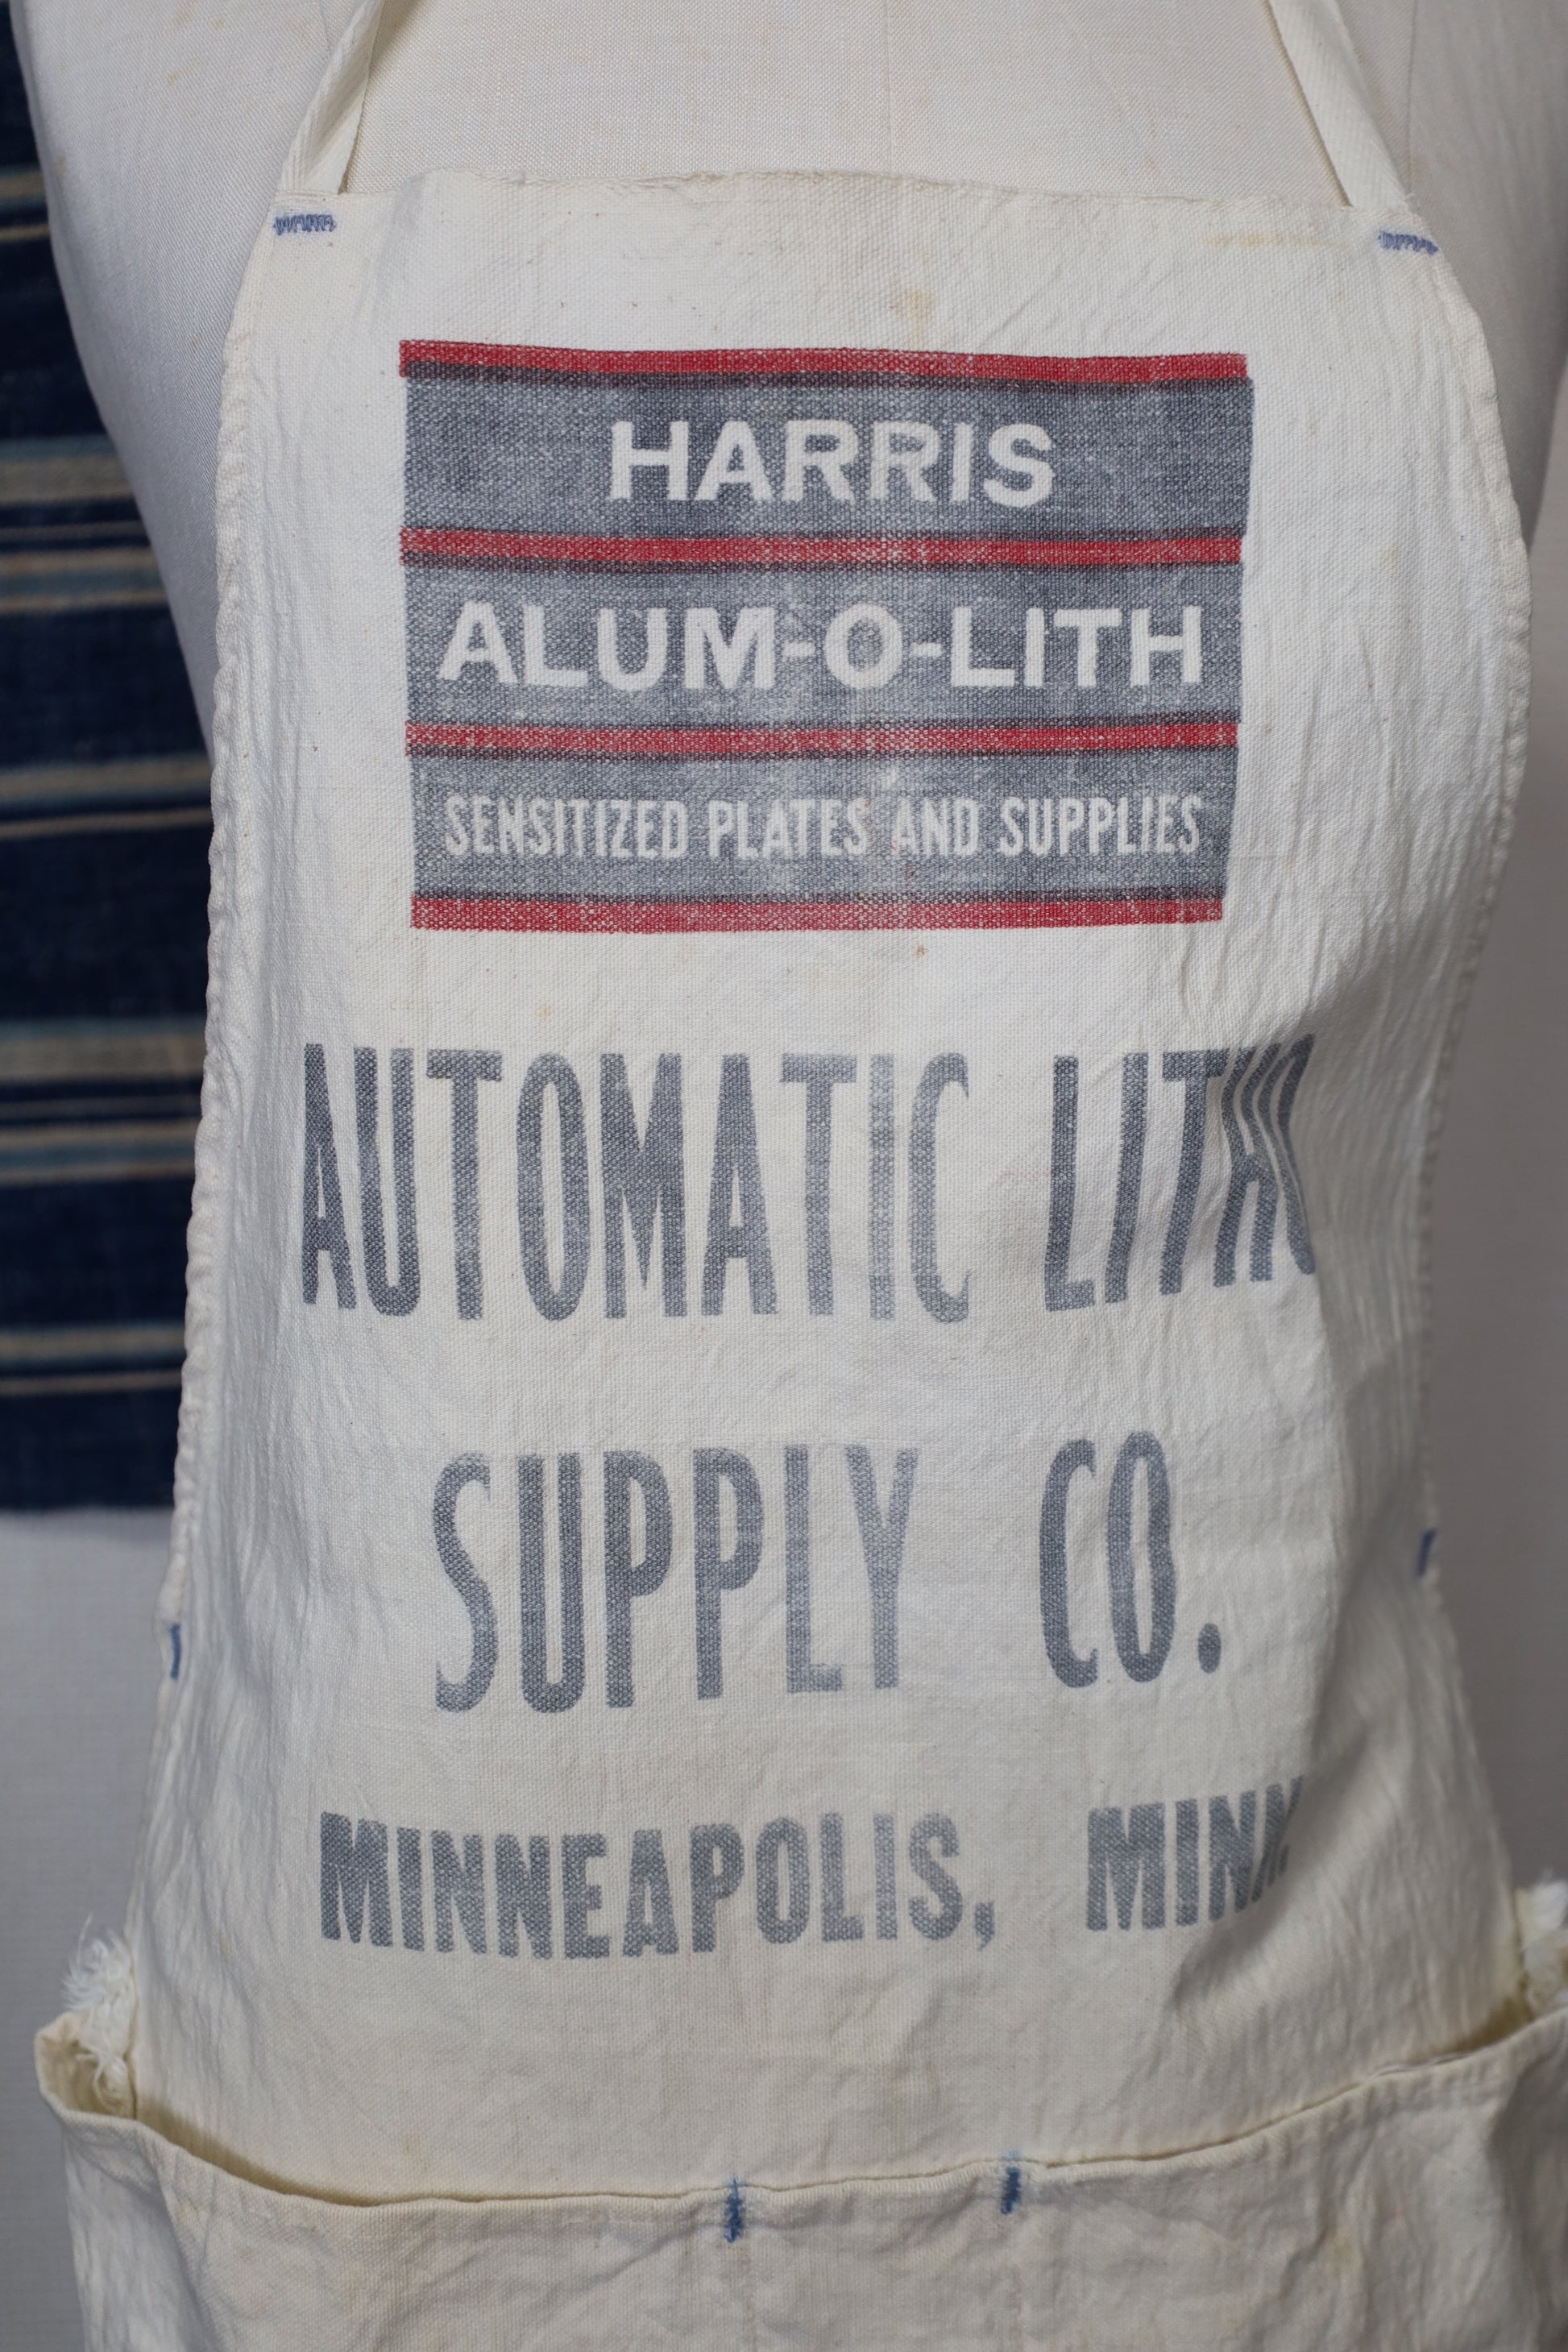 HARRIS
ALUM-O-LITH
SENSITIZED PLATES AND SUPPLIES
AUTOMATIC LITHO
SUPPLY CO.
MINNEAPOLIS, MINN